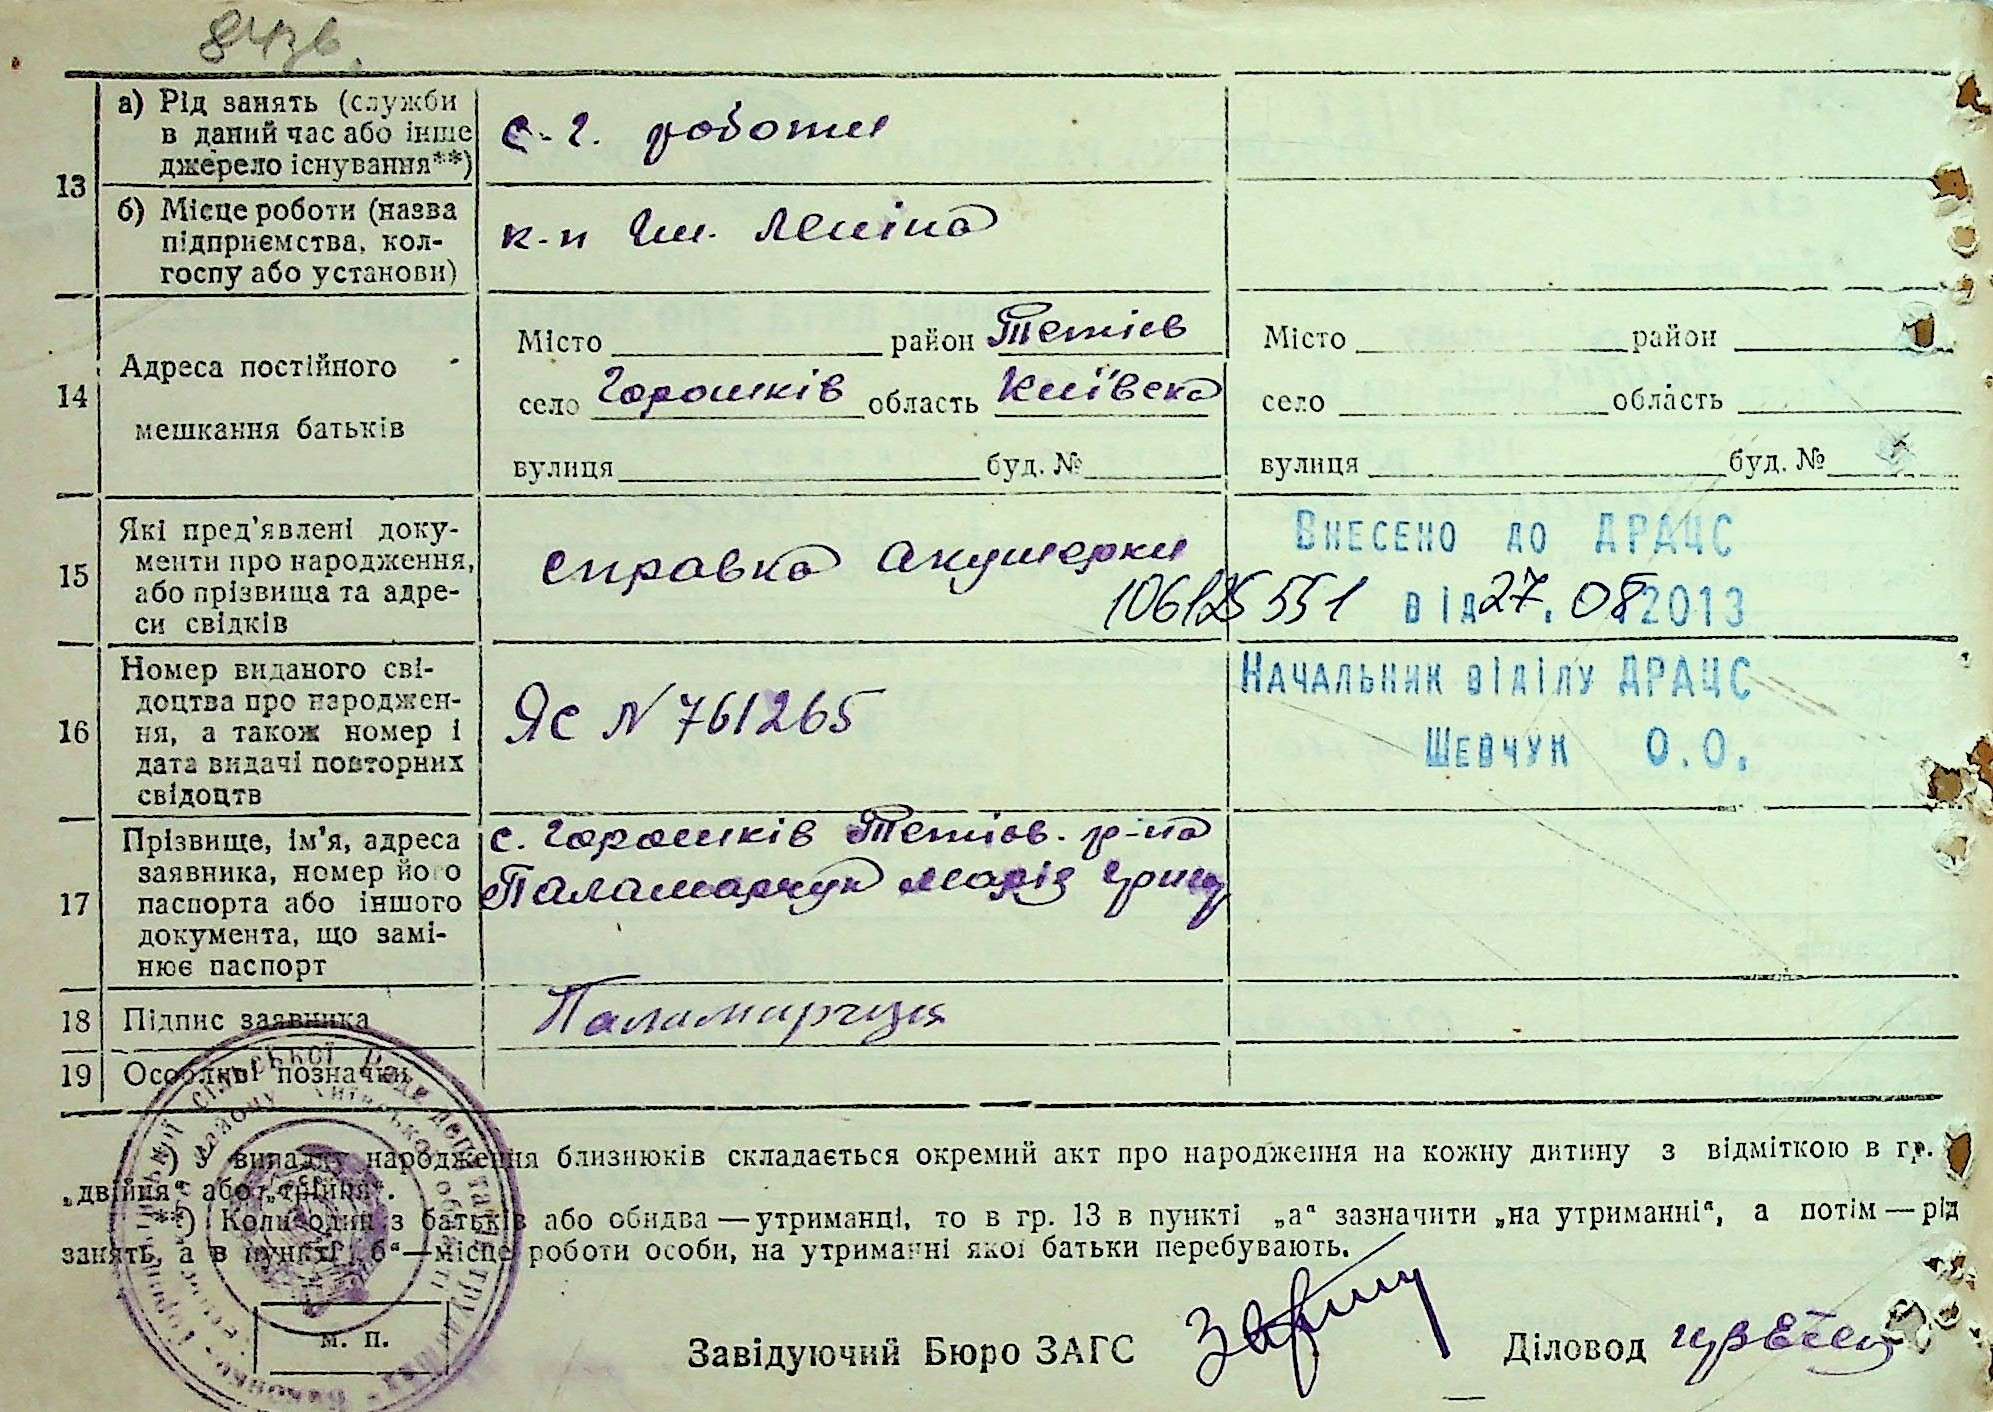 13
а) Рід занять (служби
в даний час або інше
джерело існування**)
с.-г. роботи
б) Місце роботи (назва
підприємства, кол-
госпу або установи)
к-п Ім. Леніна
14
Адреса постійного
мешкання батьків
Місто район Тетіев
село Горошків область Київска
вулиця буд. №
Місто район
село область
вулиця буд. №
15
Які пред'явлені доку-
менти про народження,
або прізвища та адре-
си свідків
справка акушерки
Внесено до ДРАЦС
106125551 від 27.08.2013
16
Номер виданого сві-
доцтва про народжен-
ня, а також номер і
дата видачі повторних
свідоцтв
ЯС N 761265
Начальник відділу ДРАЦС
Шевчук О.О.
17
Прізвище, ім'я, адреса
заявника, номер його
паспорта або іншого
документа, що замі-
нює паспорт
с. Горошків Тетіов. р-на
Паламарчук Марія Григ
18
Підпис заявника
Паламарчук
19
Особливі позначки
*) У випадку народження близнюків складається окремий акт про народження на кожну дитину з відміткою в гр.
„двійня“ або „трійня“.
**) Коли один з батьків або обидва — утриманці, то в гр. 13 в пункті „а“ зазначити „на утриманні“, а потім — рід
занять, а в пункті „б“ — місце роботи особи, на утриманні якої батьки перебувають.
м. п.
Завідуючий Бюро ЗАГС
Діловод